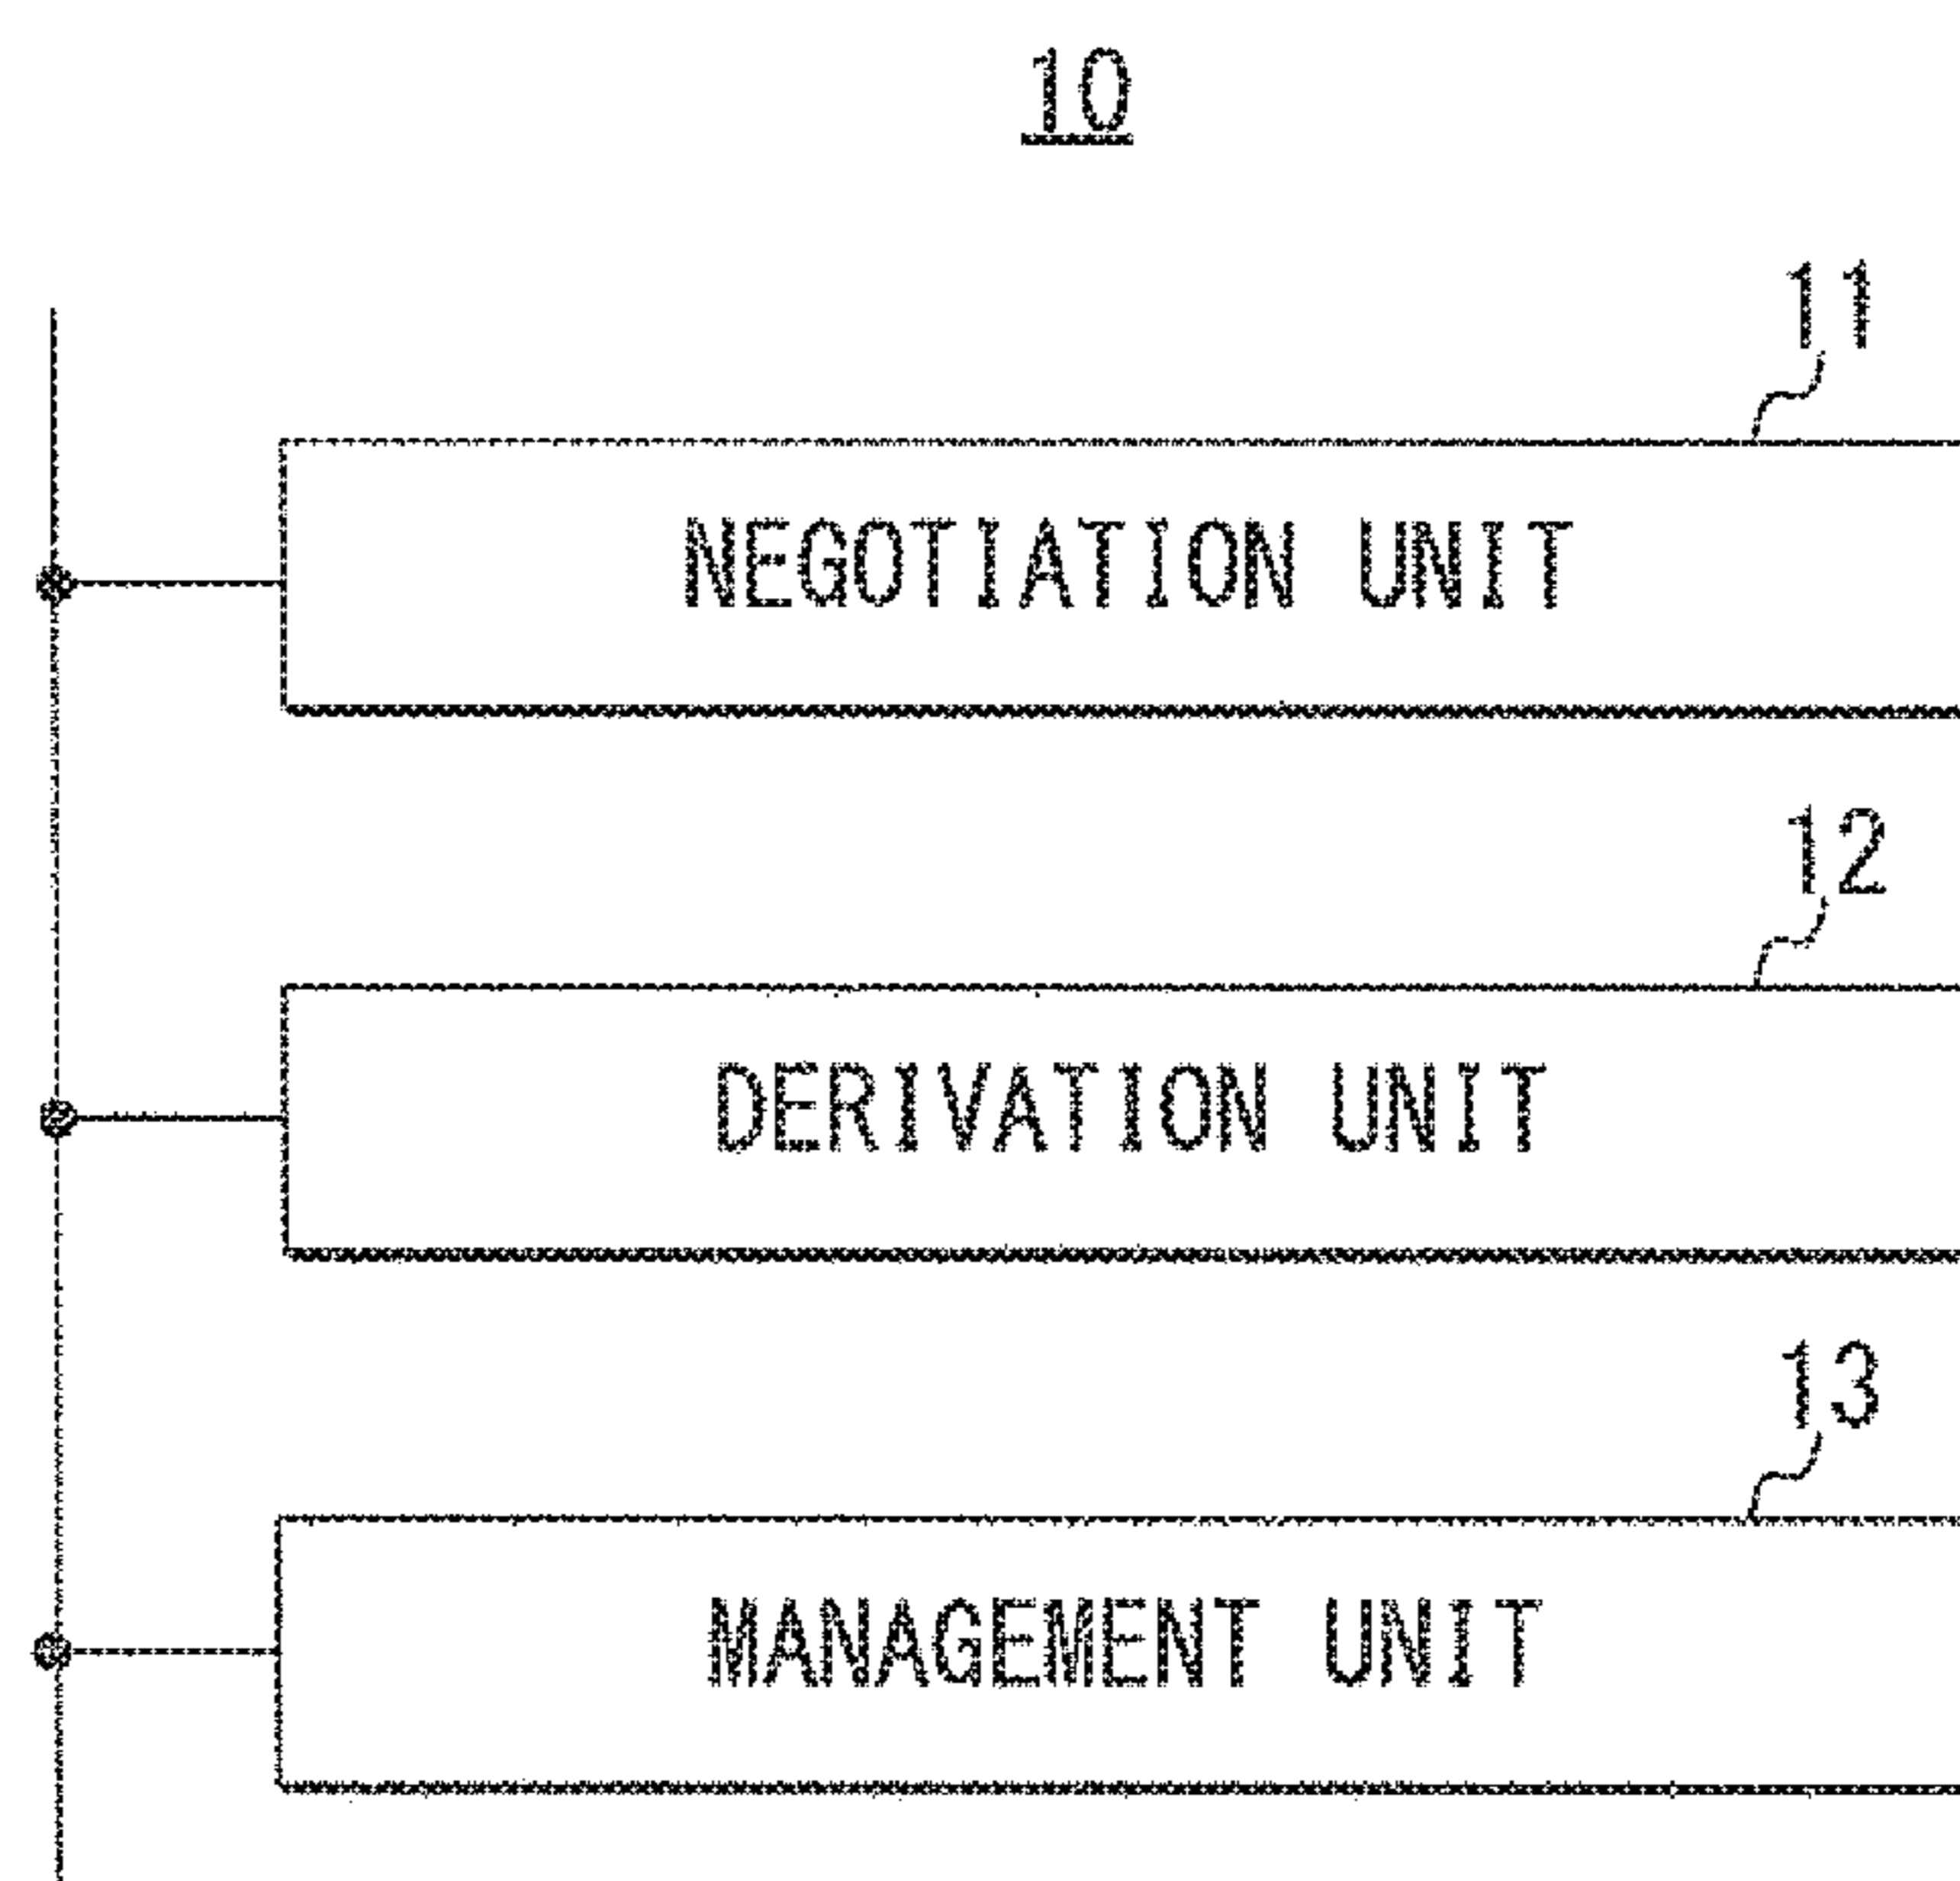 10
11
NEGOTIATION UNIT
12
DERIVATION UNIT
13
MANAGEMENT UNIT